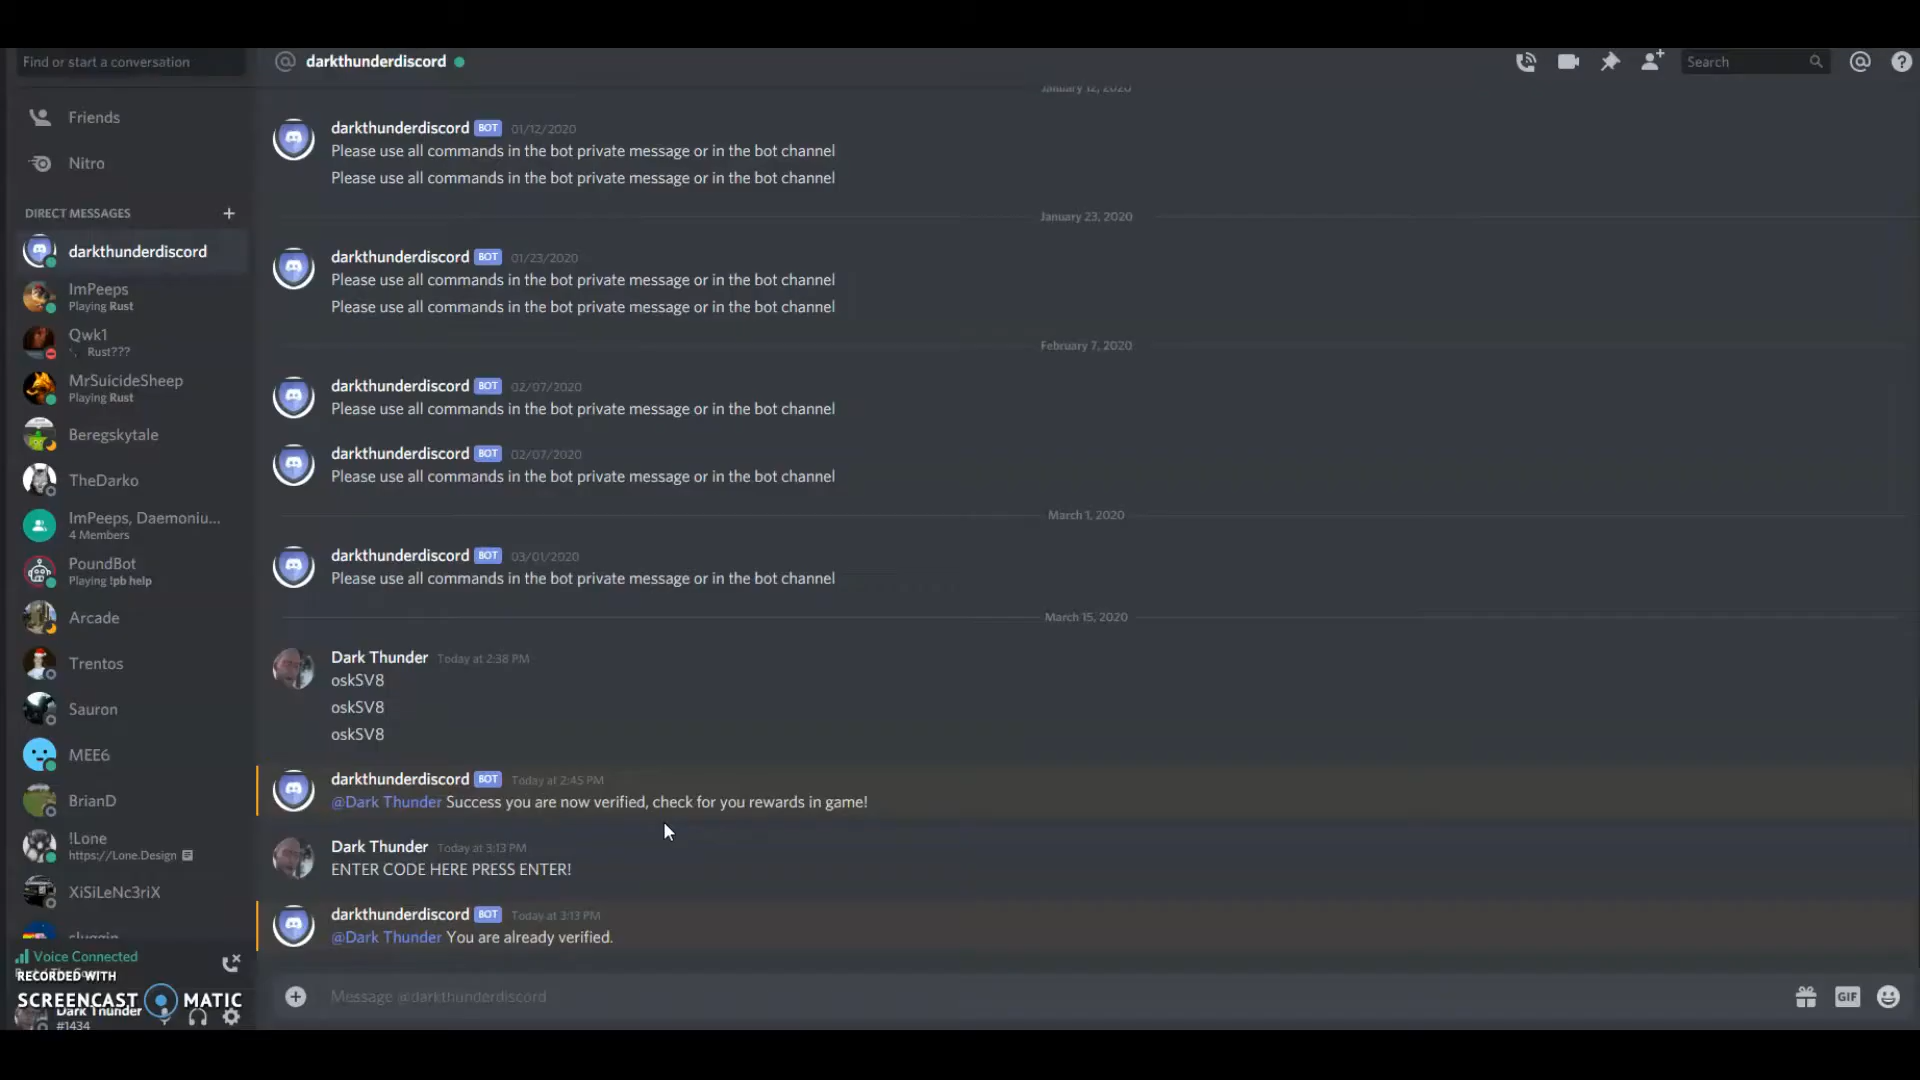 Find or start a conversation
Friends
Nitro
DIRECT MESSAGES
darkthunderdiscord
ImPeeps
Playing Rust
Qwk1
Rust???
MrSuicideSheep
Playing Rust
Beregskytale
TheDarko
ImPeeps, Daemoniu...
4 Members
PoundBot
Playing !pb help
Arcade
Trentos
Sauron
MEE6
BrianD
!Lone
https://Lone.Design
XiSiLeNc3riX
Voice Connected
RECORDED WITH
SCREENCAST MATIC
Dark Thunder
#1434
@ darkthunderdiscord
Search
January 12, 2020
darkthunderdiscord BOT 01/12/2020
Please use all commands in the bot private message or in the bot channel
Please use all commands in the bot private message or in the bot channel
January 23, 2020
darkthunderdiscord BOT 01/23/2020
Please use all commands in the bot private message or in the bot channel
Please use all commands in the bot private message or in the bot channel
February 7, 2020
darkthunderdiscord BOT 02/07/2020
Please use all commands in the bot private message or in the bot channel
darkthunderdiscord BOT 02/07/2020
Please use all commands in the bot private message or in the bot channel
March 1, 2020
darkthunderdiscord BOT 03/01/2020
Please use all commands in the bot private message or in the bot channel
March 15, 2020
Dark Thunder Today at 2:38 PM
oskSV8
oskSV8
oskSV8
darkthunderdiscord BOT Today at 2:45 PM
@Dark Thunder Success you are now verified, check for you rewards in game!
Dark Thunder Today at 3:13 PM
ENTER CODE HERE PRESS ENTER!
darkthunderdiscord BOT Today at 3:13 PM
@Dark Thunder You are already verified.
Message @darkthunderdiscord
GIF